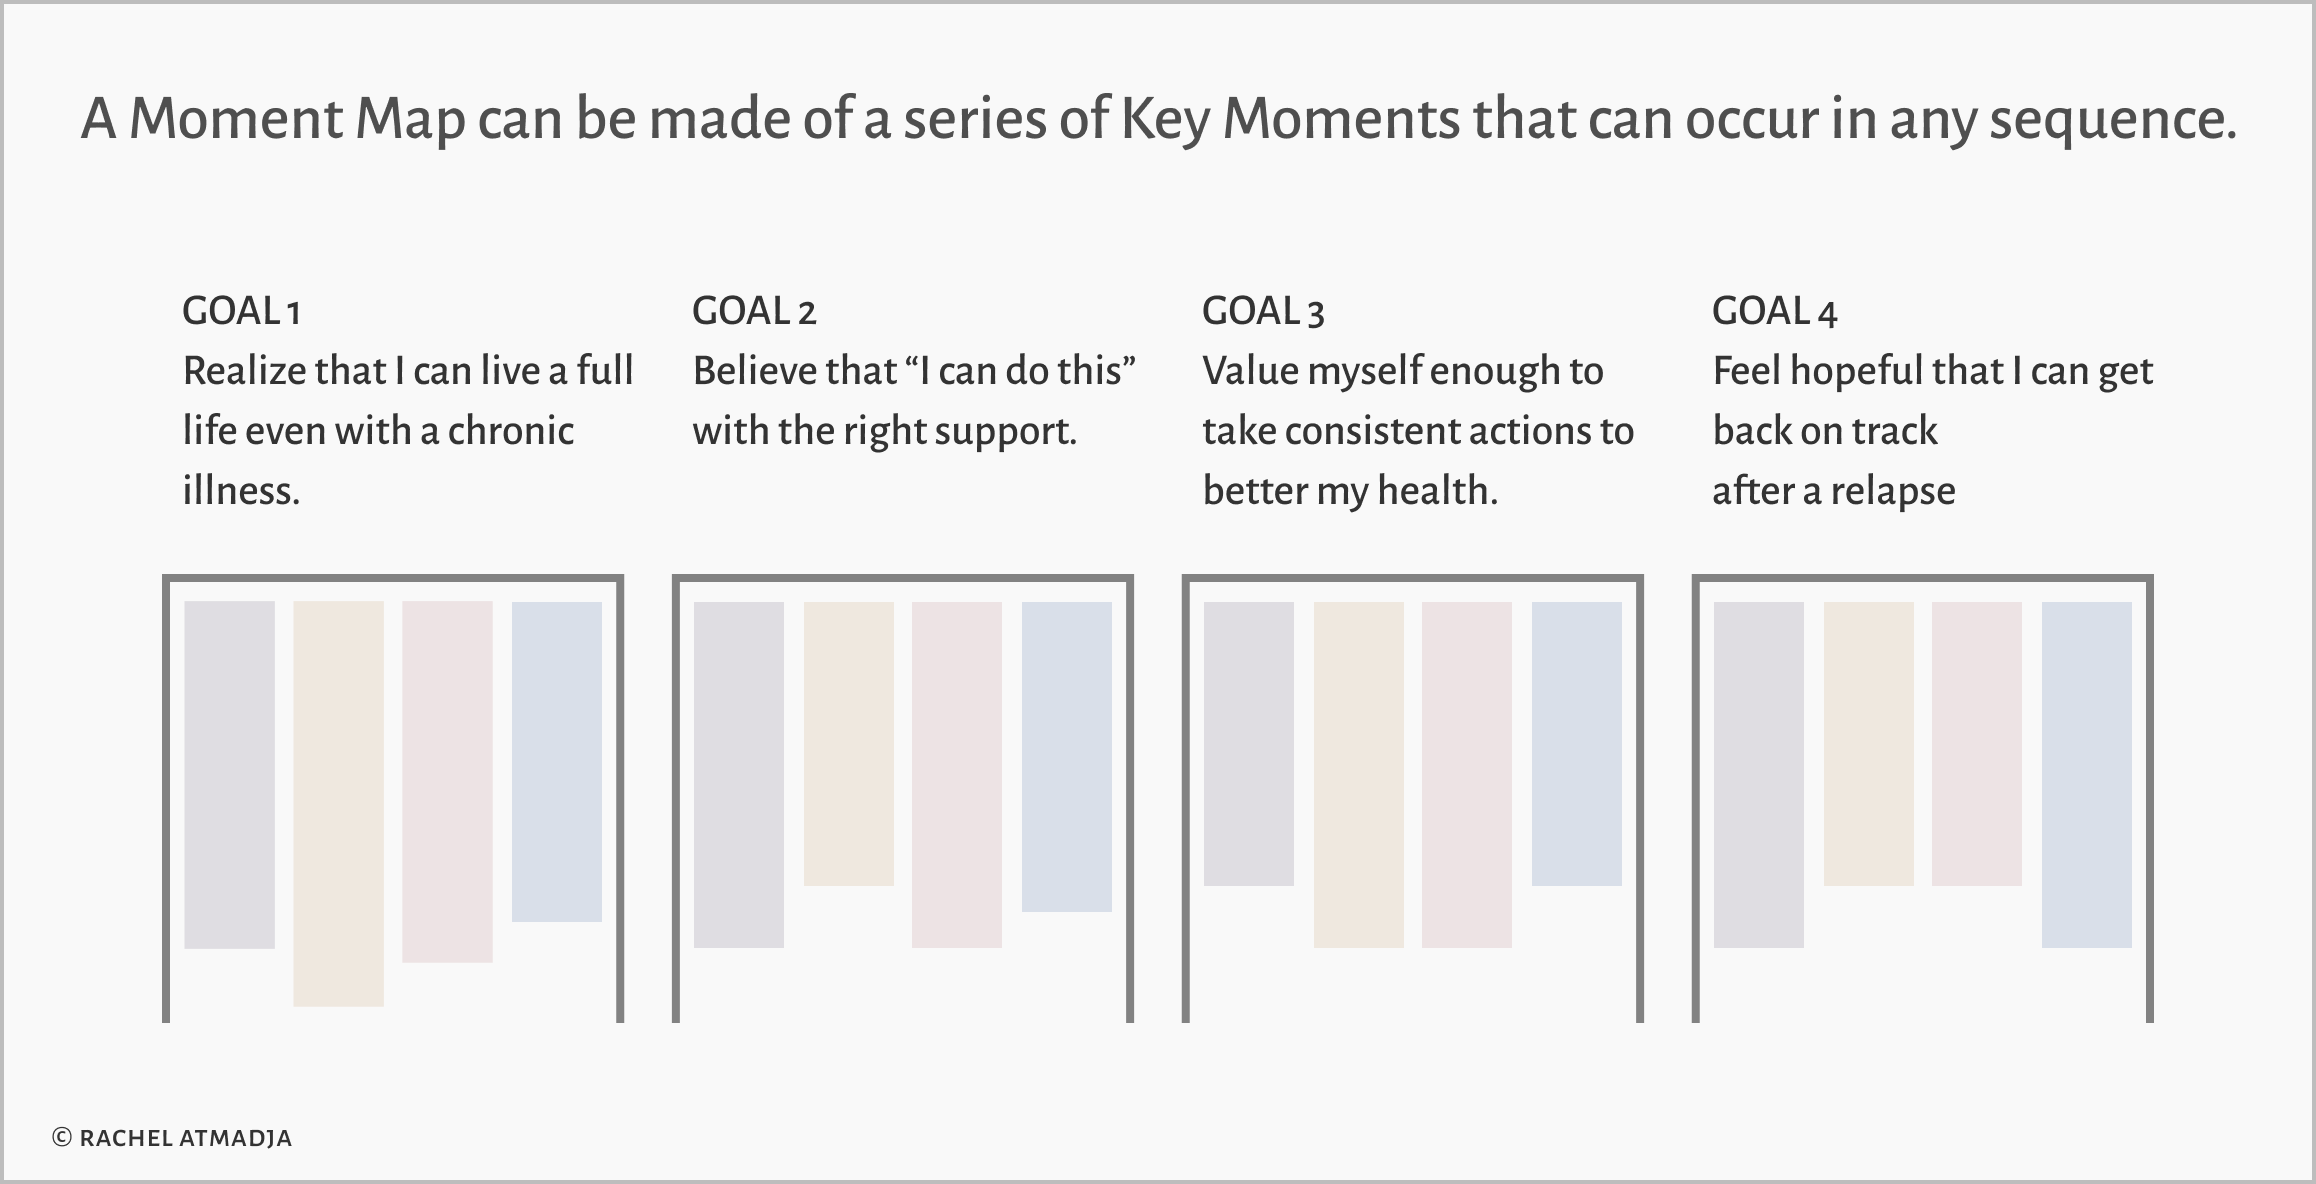 A Moment Map can be made of a series of Key Moments that can occur in any sequence.
GOAL 1
Realize that I can live a full
life even with a chronic
illness.
GOAL 2
Believe that “I can do this”
with the right support.
GOAL 3
Value myself enough to
take consistent actions to
better my health.
GOAL 4
Feel hopeful that I can get
back on track
after a relapse
© RACHEL ATMADJA